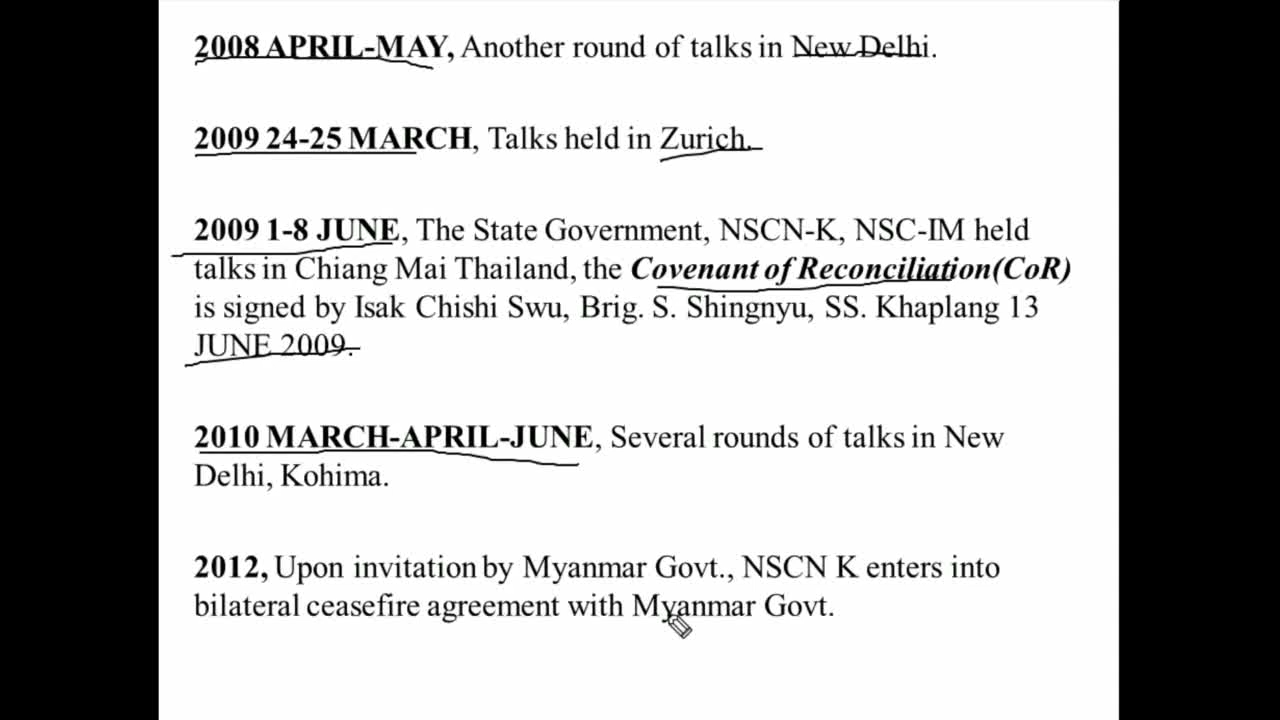 2008 APRIL-MAY, Another round of talks in New Delhi.
2009 24-25 MARCH, Talks held in Zurich.
2009 1-8 JUNE, The State Government, NSCN-K, NSC-IM held
talks in Chiang Mai Thailand, the Covenant of Reconciliation(CoR)
is signed by Isak Chishi Swu, Brig. S. Shingnyu, SS. Khaplang 13
JUNE 2009.
2010 MARCH-APRIL-JUNE, Several rounds of talks in New
Delhi, Kohima.
2012, Upon invitation by Myanmar Govt., NSCN K enters into
bilateral ceasefire agreement with Myanmar Govt.